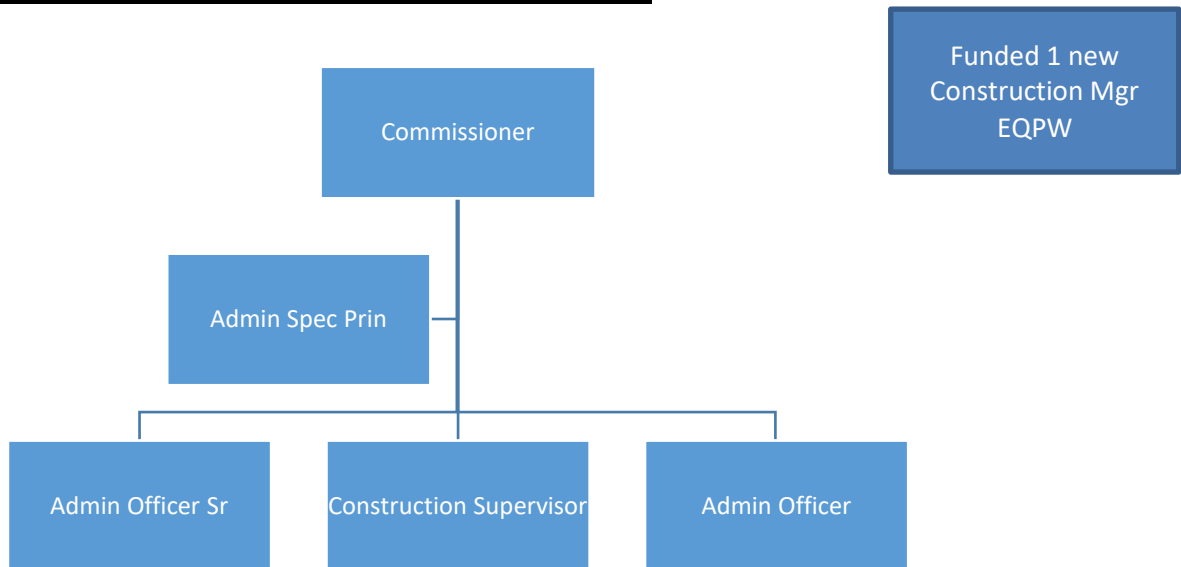 Funded 1 new
Construction Mgr
EQPW
Commissioner
Admin Spec Prin
Admin Officer Sr
Construction Supervisor
Admin Officer